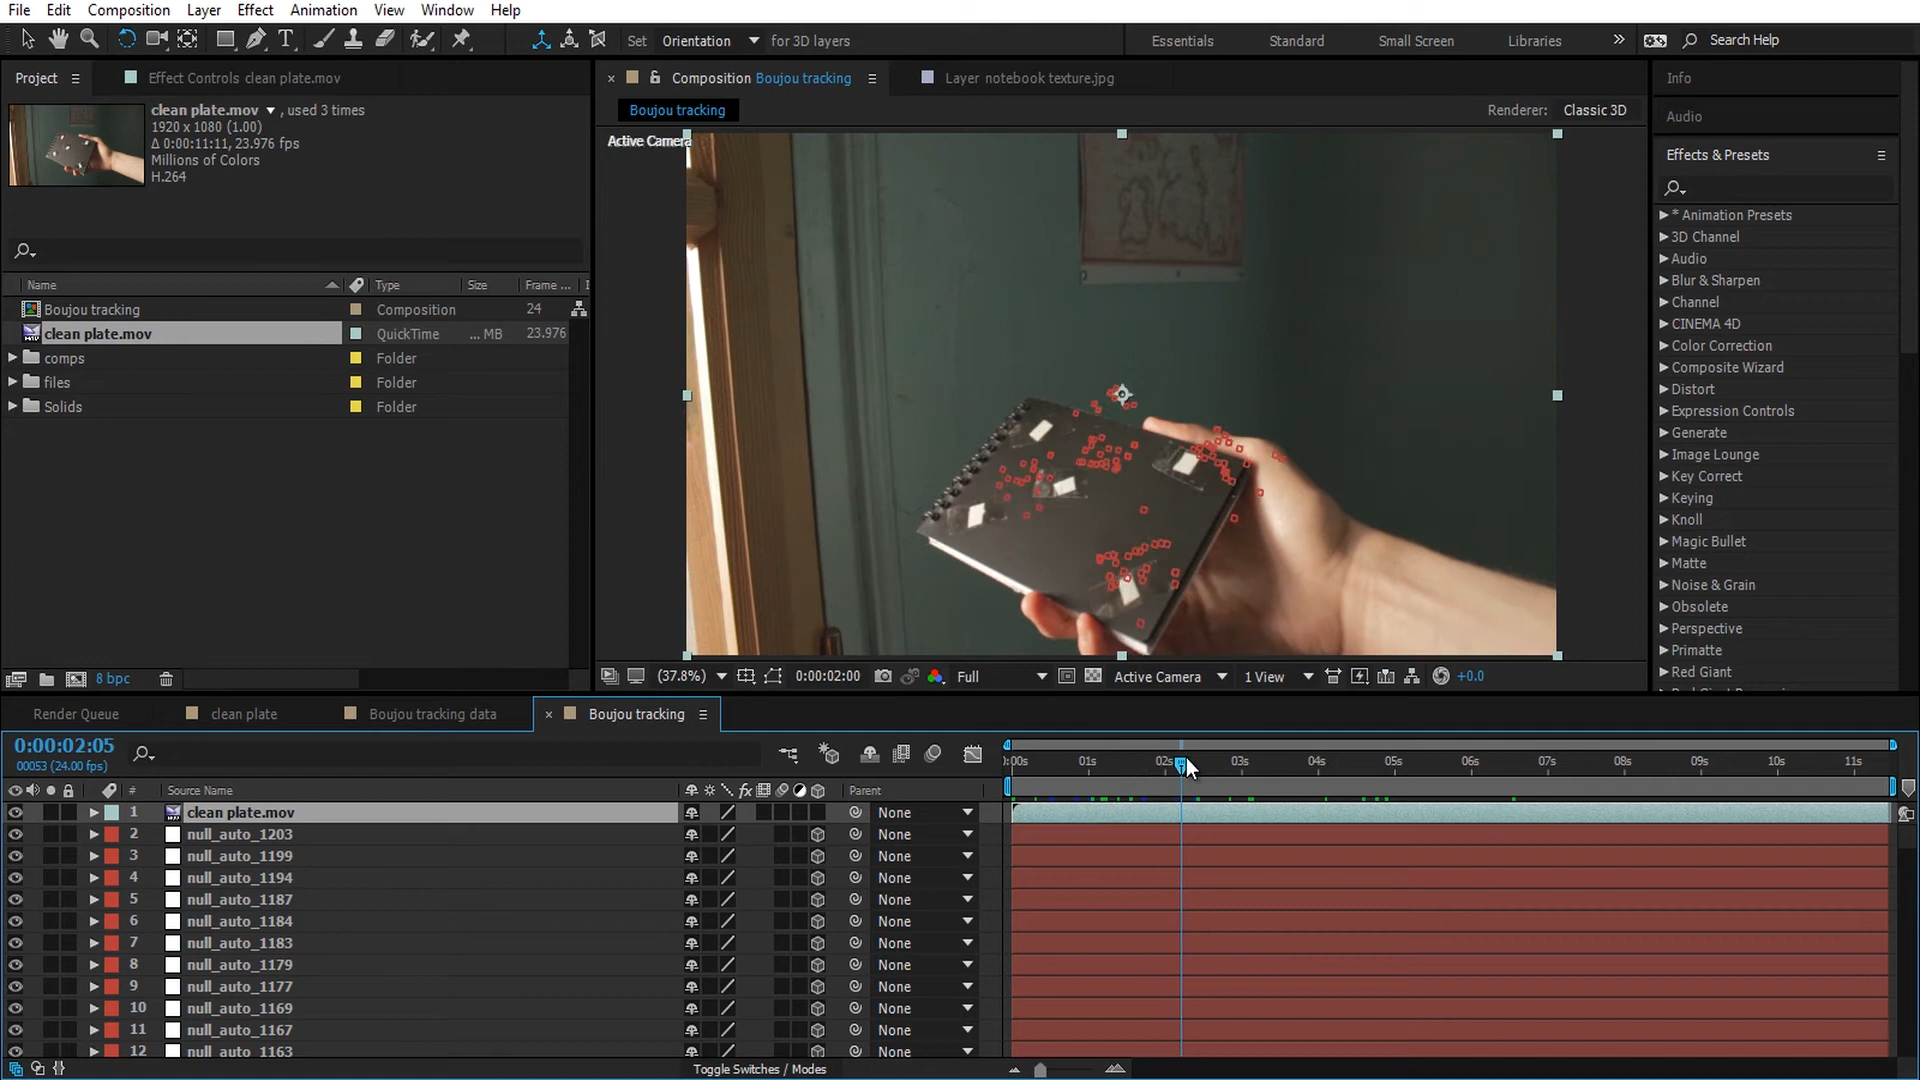 File Edit Composition Layer Effect Animation View Window Help
Set Orientation for 3D layers Essentials Standard Small Screen Libraries » Search Help
Project Effect Controls clean plate.mov
clean plate.mov , used 3 times
1920 x 1080 (1.00)
Δ 0:00:11:11, 23.976 fps
Millions of Colors
H.264
Name Type Size Frame ...
Boujou tracking Composition 24
clean plate.mov QuickTime ... MB 23.976
comps Folder
files Folder
Solids Folder
8 bpc
Composition Boujou tracking Layer notebook texture.jpg
Boujou tracking Renderer: Classic 3D
Active Camera
(37.8%) 0:00:02:00 Full Active Camera 1 View +0.0
Info
Audio
Effects & Presets
* Animation Presets
3D Channel
Audio
Blur & Sharpen
Channel
CINEMA 4D
Color Correction
Composite Wizard
Distort
Expression Controls
Generate
Image Lounge
Key Correct
Keying
Knoll
Magic Bullet
Matte
Noise & Grain
Obsolete
Perspective
Primatte
Red Giant
Render Queue clean plate Boujou tracking data Boujou tracking
0:00:02:05
00053 (24.00 fps)
:00s 01s 02s 03s 04s 05s 06s 07s 08s 09s 10s 11s
# Source Name fx Parent
1 clean plate.mov None
2 null_auto_1203 None
3 null_auto_1199 None
4 null_auto_1194 None
5 null_auto_1187 None
6 null_auto_1184 None
7 null_auto_1183 None
8 null_auto_1179 None
9 null_auto_1177 None
10 null_auto_1169 None
11 null_auto_1167 None
12 null_auto_1163 None
Toggle Switches / Modes